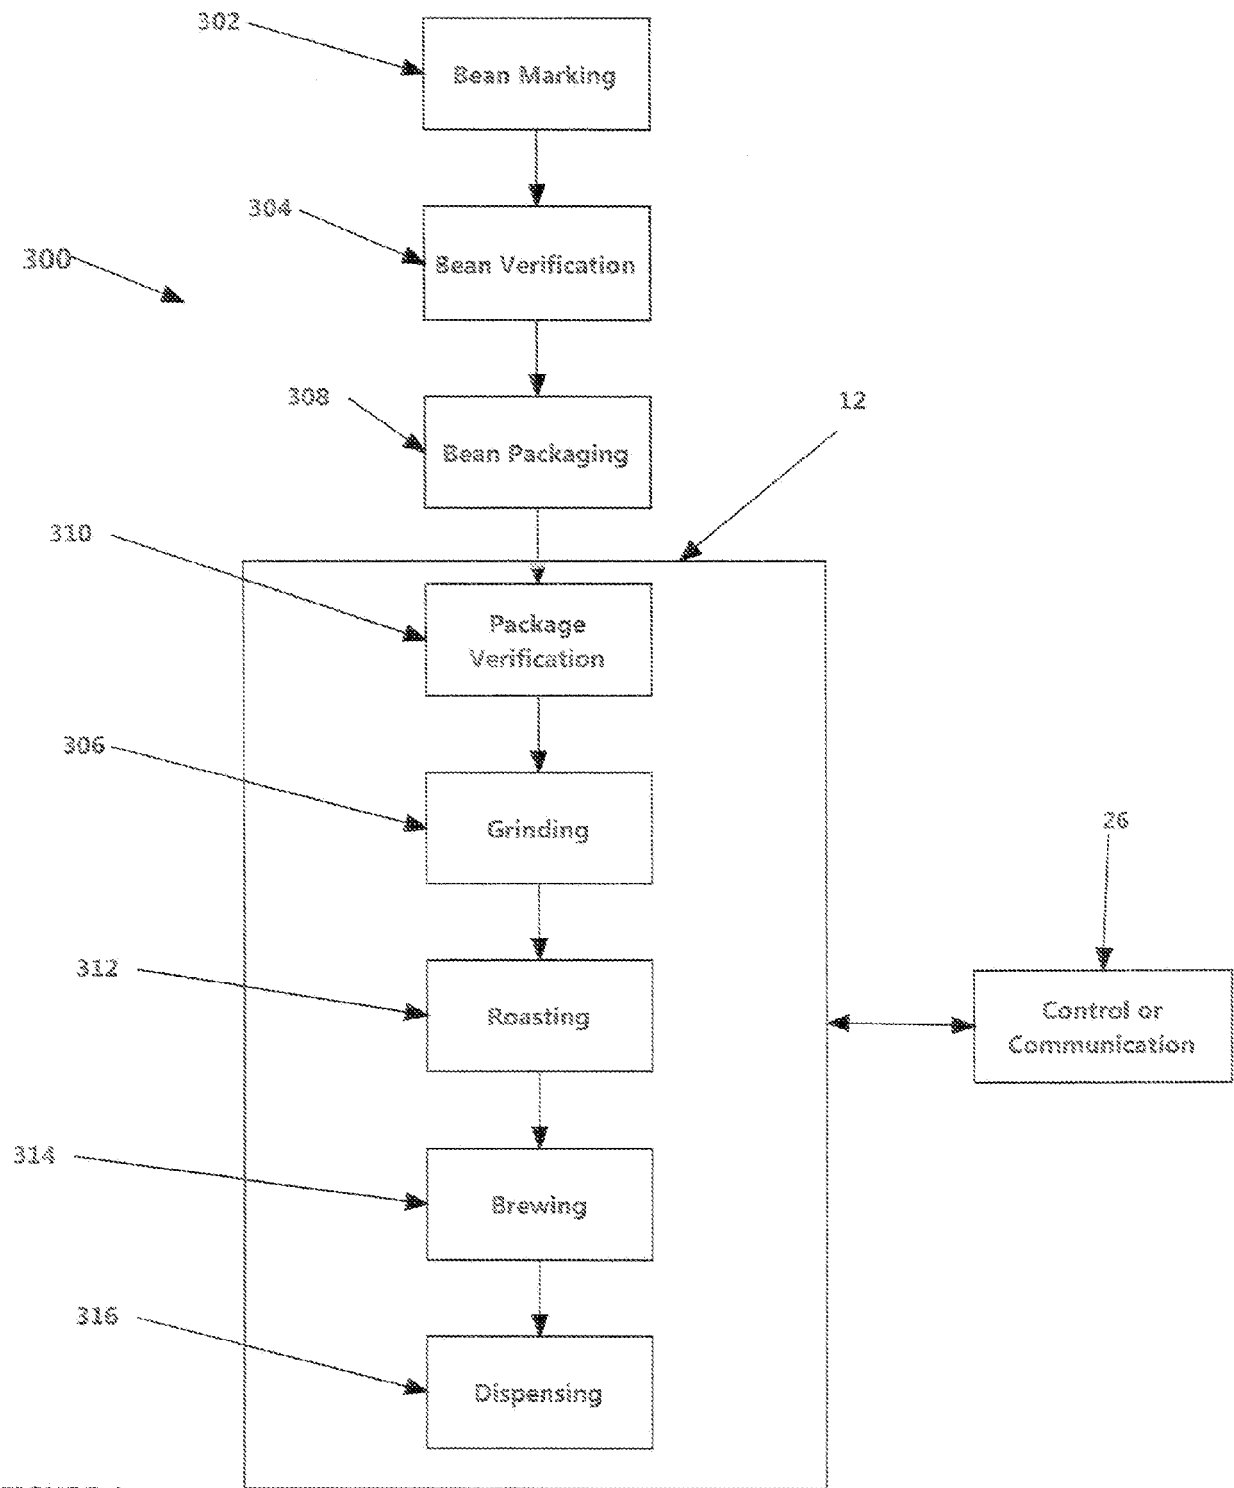 302
Bean Marking
304
Bean Verification
300
308
Bean Packaging
12
310
Package
Verification
306
Grinding
26
312
Roasting
Control or
Communication
314
Brewing
316
Dispensing